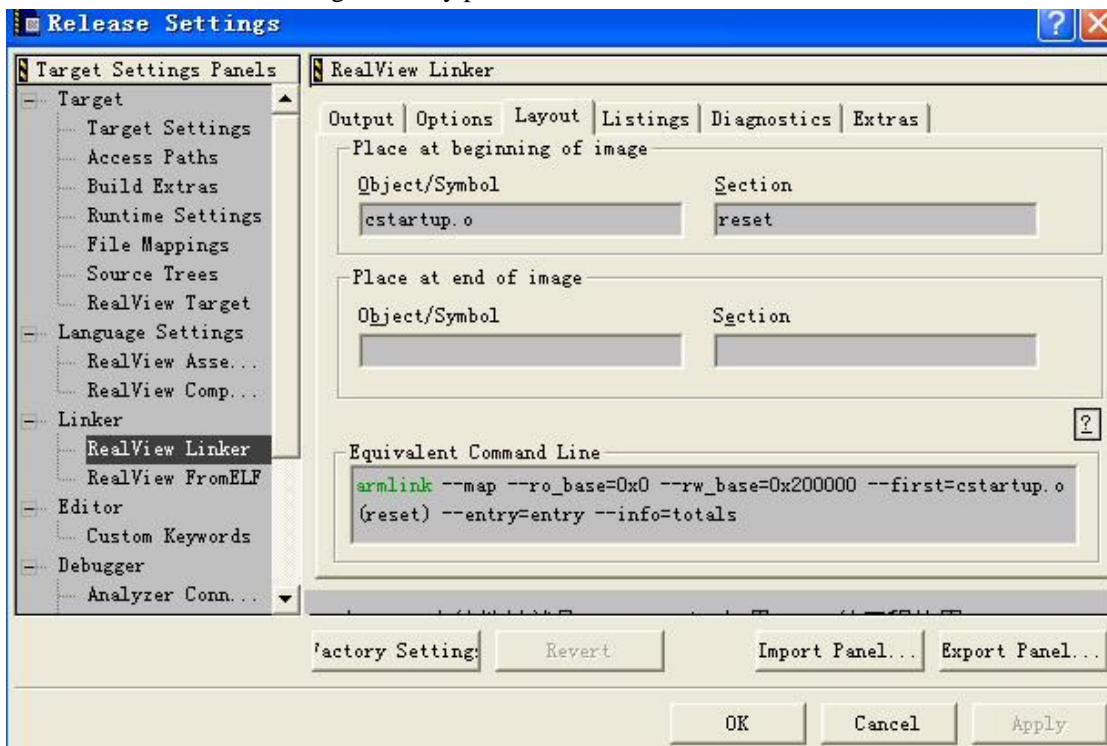 Release Settings
Target Settings Panels
Target
Target Settings
Access Paths
Build Extras
Runtime Settings
File Mappings
Source Trees
RealView Target
Language Settings
RealView Asse...
RealView Comp...
Linker
RealView Linker
RealView FromELF
Editor
Custom Keywords
Debugger
Analyzer Conn...
RealView Linker
Output Options Layout Listings Diagnostics Extras
Place at beginning of image
Object/Symbol Section
cstartup.o reset
Place at end of image
Object/Symbol Section
?
Equivalent Command Line
armlink --map --ro_base=0x0 --rw_base=0x200000 --first=cstartup.o
(reset) --entry=entry --info=totals
actory Setting Revert Import Panel... Export Panel...
OK Cancel Apply